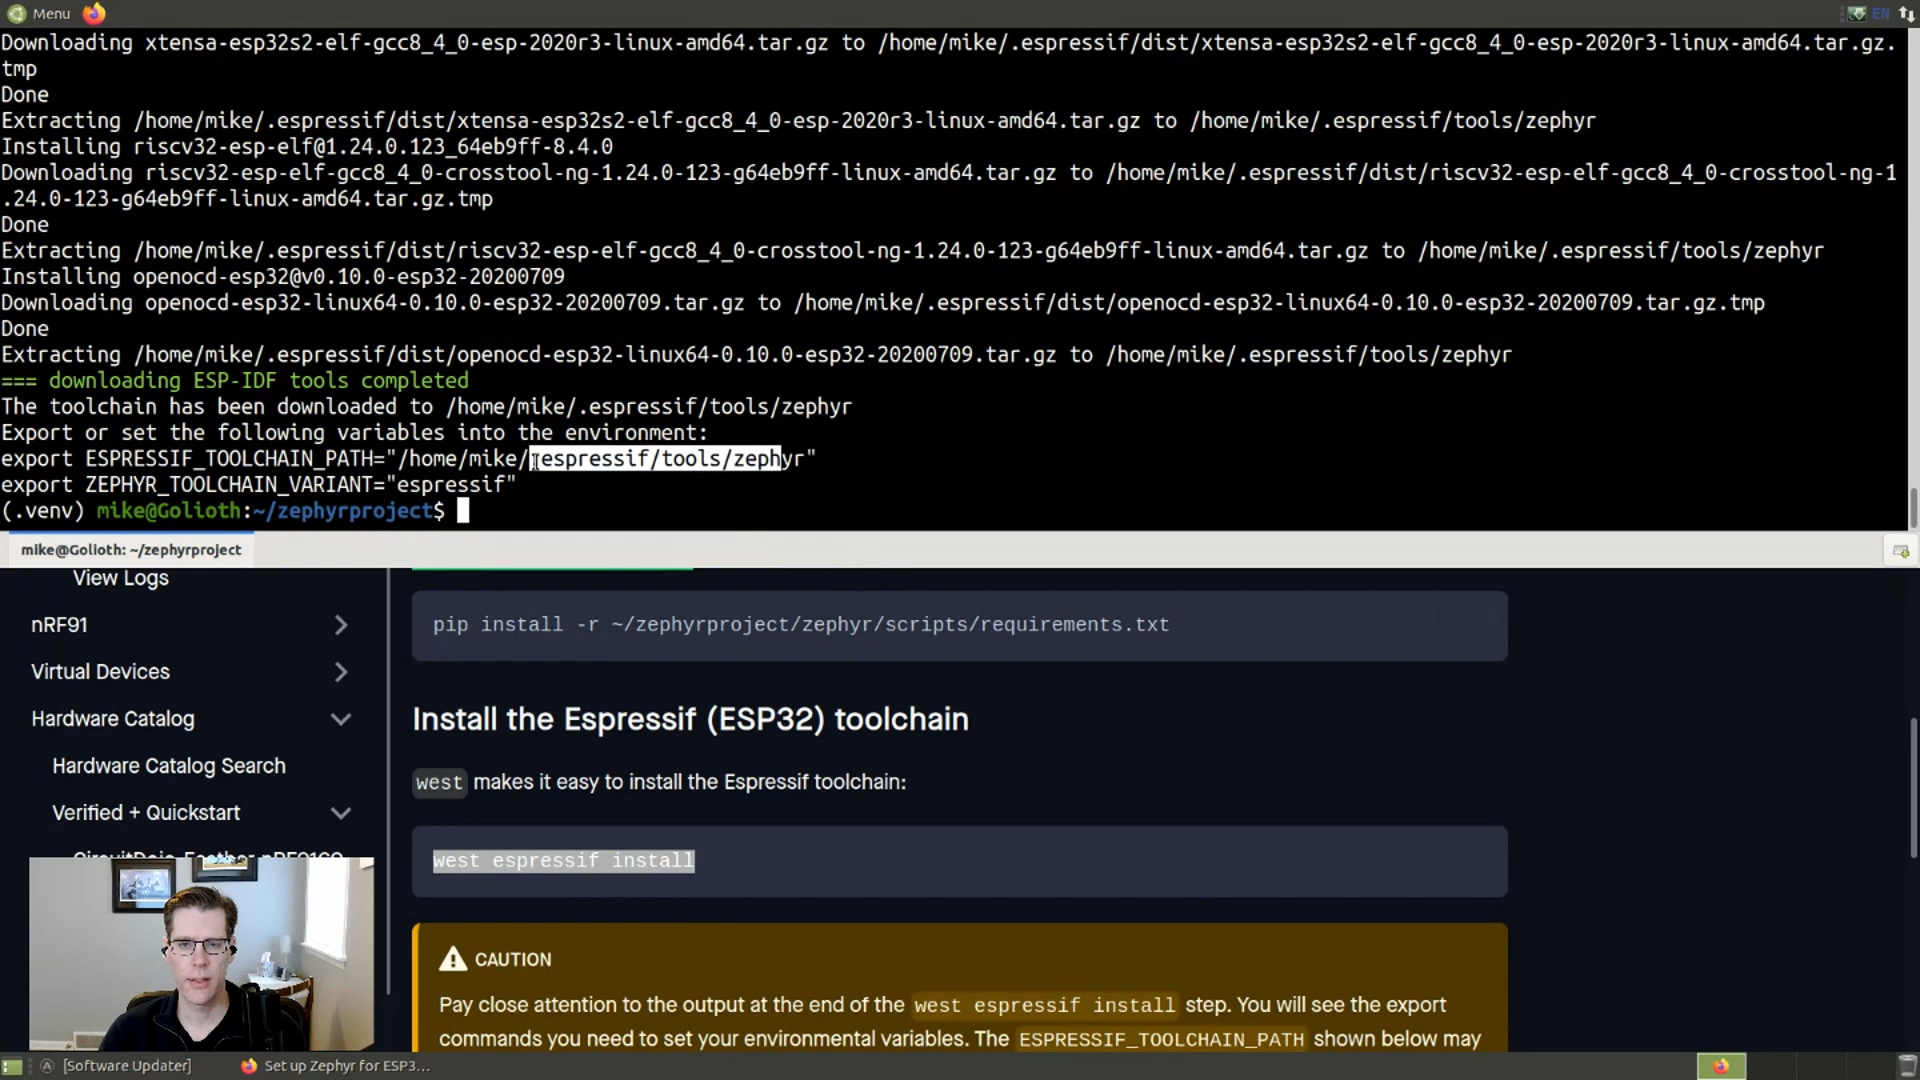 Menu
EN
Downloading xtensa-esp32s2-elf-gcc8_4_0-esp-2020r3-linux-amd64.tar.gz to /home/mike/.espressif/dist/xtensa-esp32s2-elf-gcc8_4_0-esp-2020r3-linux-amd64.tar.gz.
tmp
Done
Extracting /home/mike/.espressif/dist/xtensa-esp32s2-elf-gcc8_4_0-esp-2020r3-linux-amd64.tar.gz to /home/mike/.espressif/tools/zephyr
Installing riscv32-esp-elf@1.24.0.123_64eb9ff-8.4.0
Downloading riscv32-esp-elf-gcc8_4_0-crosstool-ng-1.24.0-123-g64eb9ff-linux-amd64.tar.gz to /home/mike/.espressif/dist/riscv32-esp-elf-gcc8_4_0-crosstool-ng-1
.24.0-123-g64eb9ff-linux-amd64.tar.gz.tmp
Done
Extracting /home/mike/.espressif/dist/riscv32-esp-elf-gcc8_4_0-crosstool-ng-1.24.0-123-g64eb9ff-linux-amd64.tar.gz to /home/mike/.espressif/tools/zephyr
Installing openocd-esp32@v0.10.0-esp32-20200709
Downloading openocd-esp32-linux64-0.10.0-esp32-20200709.tar.gz to /home/mike/.espressif/dist/openocd-esp32-linux64-0.10.0-esp32-20200709.tar.gz.tmp
Done
Extracting /home/mike/.espressif/dist/openocd-esp32-linux64-0.10.0-esp32-20200709.tar.gz to /home/mike/.espressif/tools/zephyr
=== downloading ESP-IDF tools completed
The toolchain has been downloaded to /home/mike/.espressif/tools/zephyr
Export or set the following variables into the environment:
export ESPRESSIF_TOOLCHAIN_PATH="/home/mike/.espressif/tools/zephyr"
export ZEPHYR_TOOLCHAIN_VARIANT="espressif"
(.venv) mike@Golioth:~/zephyrproject$
mike@Golioth: ~/zephyrproject
View Logs
nRF91
Virtual Devices
Hardware Catalog
Hardware Catalog Search
Verified + Quickstart
pip install -r ~/zephyrproject/zephyr/scripts/requirements.txt
Install the Espressif (ESP32) toolchain
west makes it easy to install the Espressif toolchain:
west espressif install
CAUTION
Pay close attention to the output at the end of the west espressif install step. You will see the export
commands you need to set your environmental variables. The ESPRESSIF_TOOLCHAIN_PATH shown below may
[Software Updater]
Set up Zephyr for ESP3...